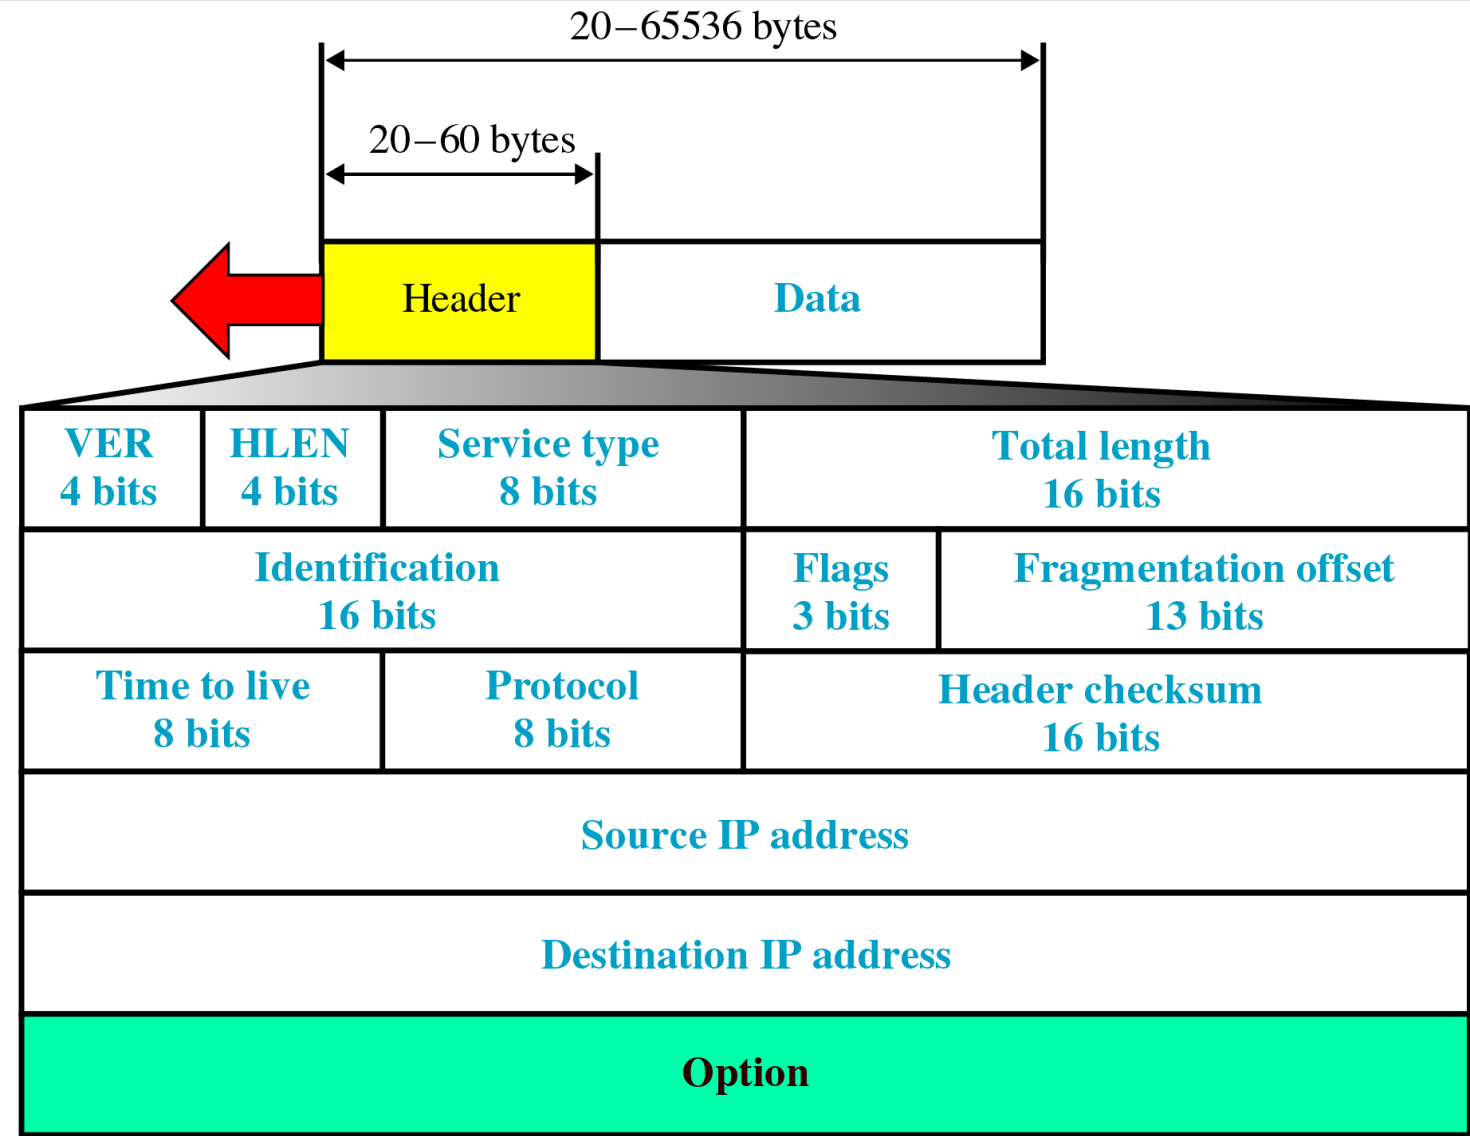 20–65536 bytes
20–60 bytes
Header
Data
VER
4 bits
HLEN
4 bits
Service type
8 bits
Total length
16 bits
Identification
16 bits
Flags
3 bits
Fragmentation offset
13 bits
Time to live
8 bits
Protocol
8 bits
Header checksum
16 bits
Source IP address
Destination IP address
Option